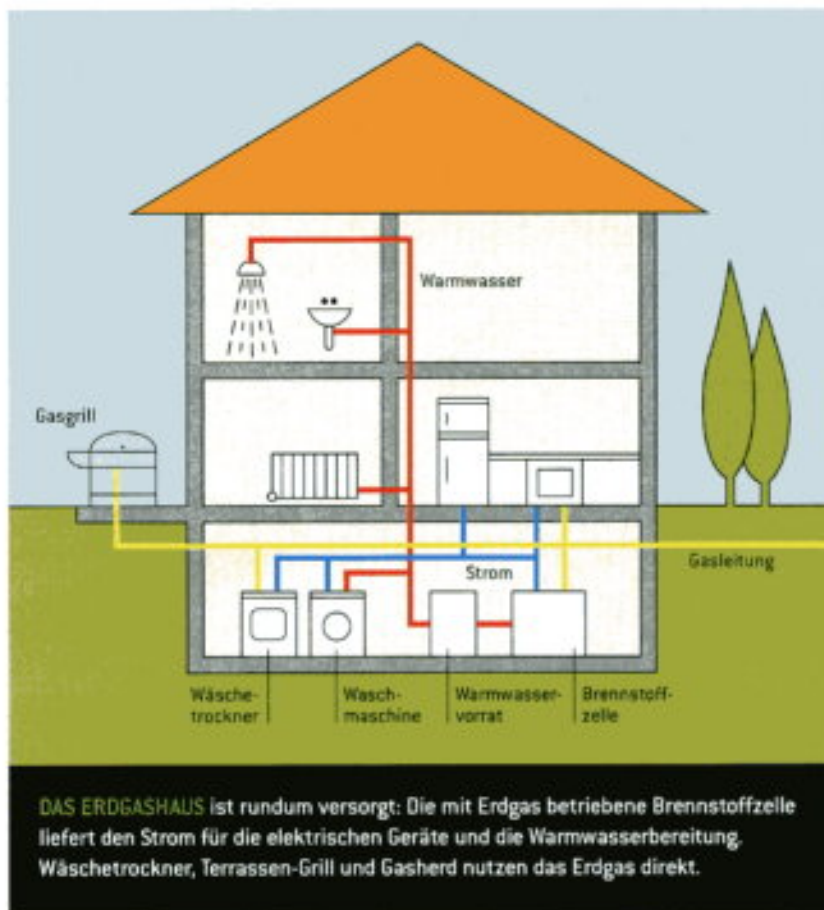 Warmwasser
Gasgrill
Gasleitung
Strom
Wäsche-
trockner
Wasch-
maschine
Warmwasser-
vorrat
Brennstoff-
zelle
DAS ERDGASHAUS ist rundum versorgt: Die mit Erdgas betriebene Brennstoffzelle
liefert den Strom für die elektrischen Geräte und die Warmwasserbereitung.
Wäschetrockner, Terrassen-Grill und Gasherd nutzen das Erdgas direkt.